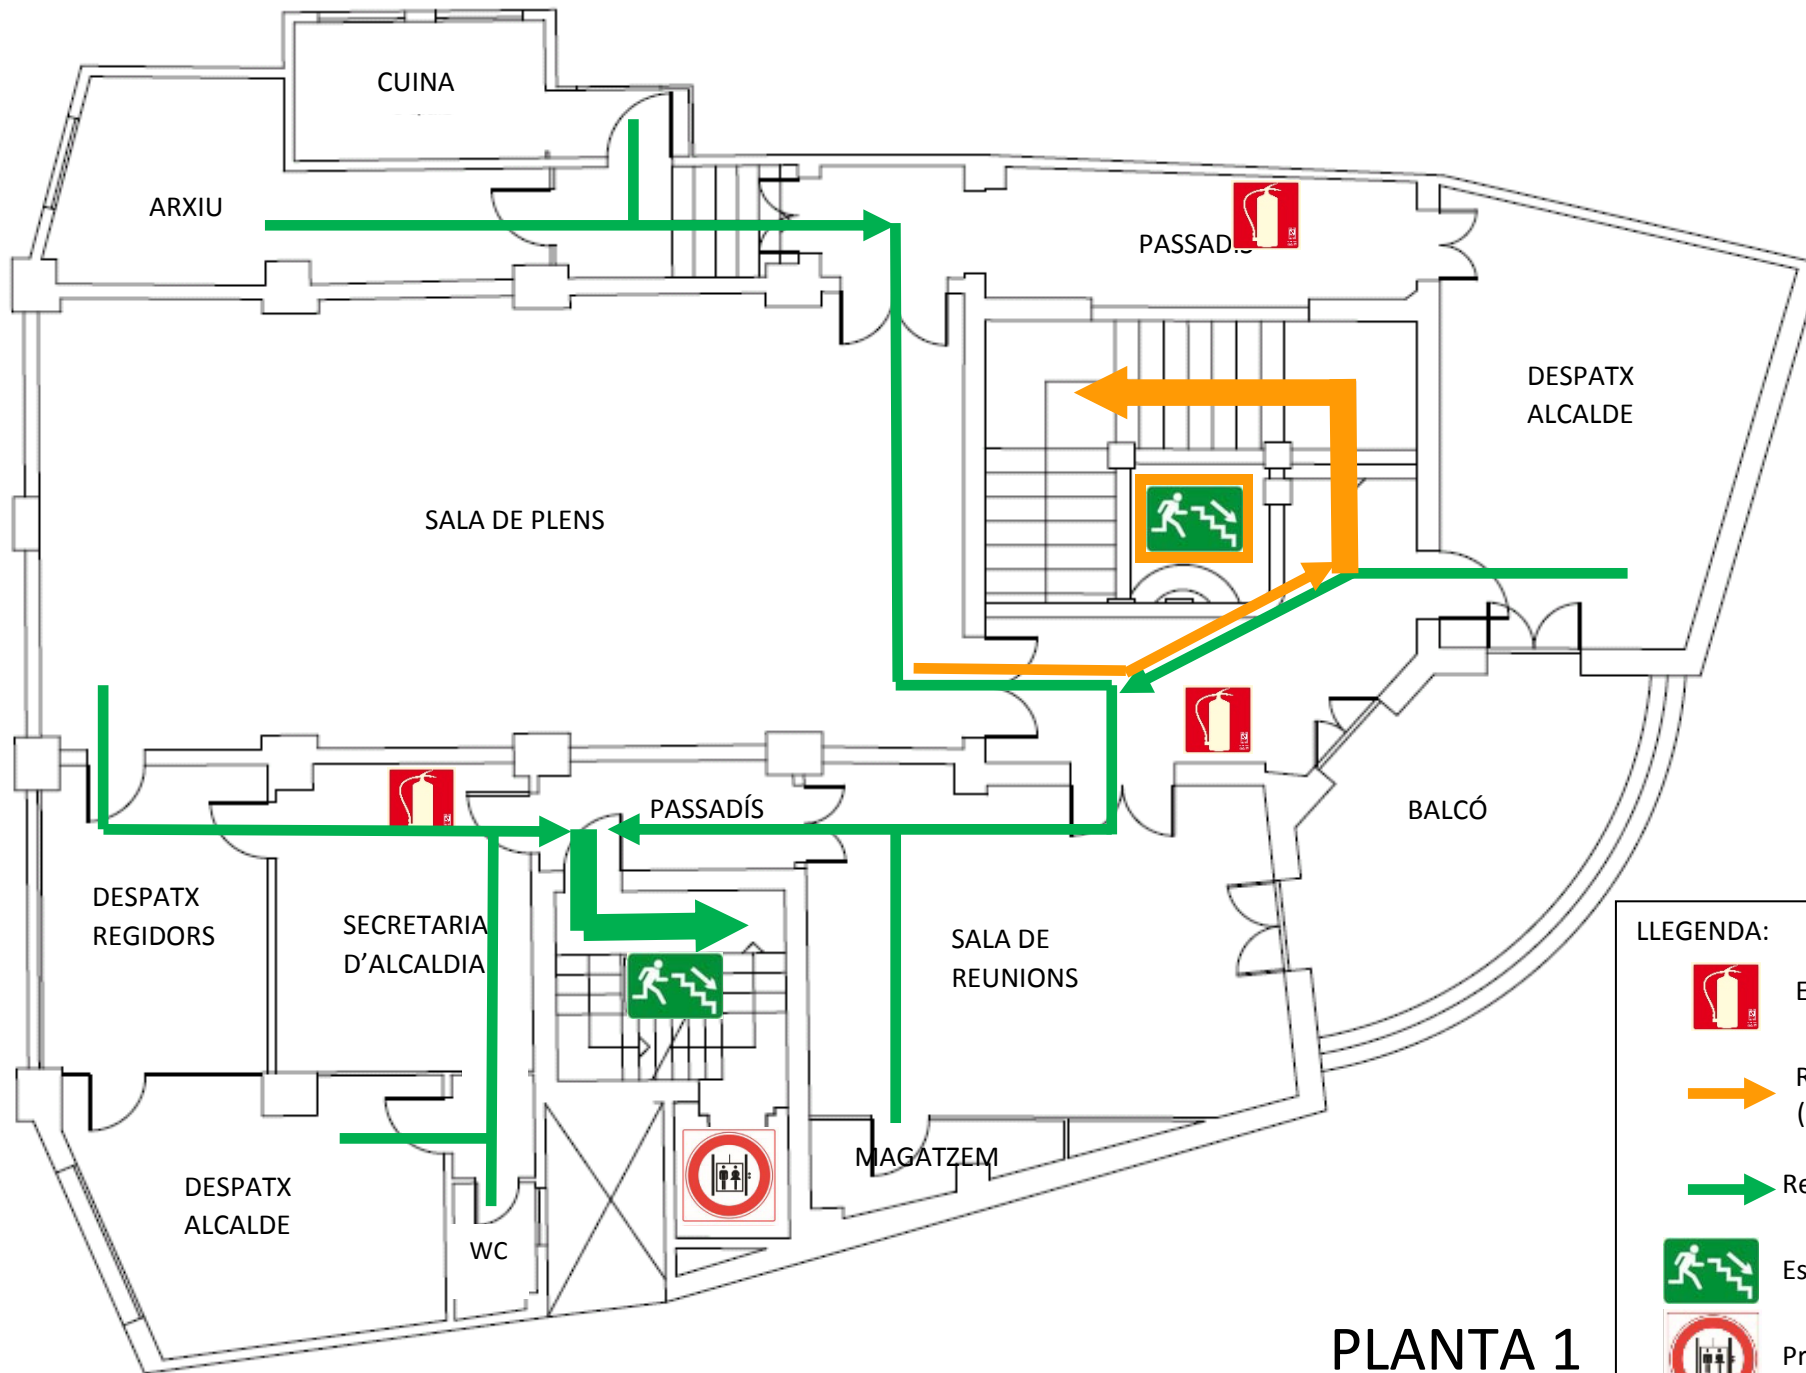 CUINA
ARXIU
PASSADÍS
DESPATX
ALCALDE
SALA DE PLENS
PASSADÍS
BALCÓ
DESPATX
REGIDORS
SECRETARIA
D'ALCALDIA
SALA DE
REUNIONS
LLEGENDA:
MAGATZEM
DESPATX
ALCALDE
WC
PLANTA 1